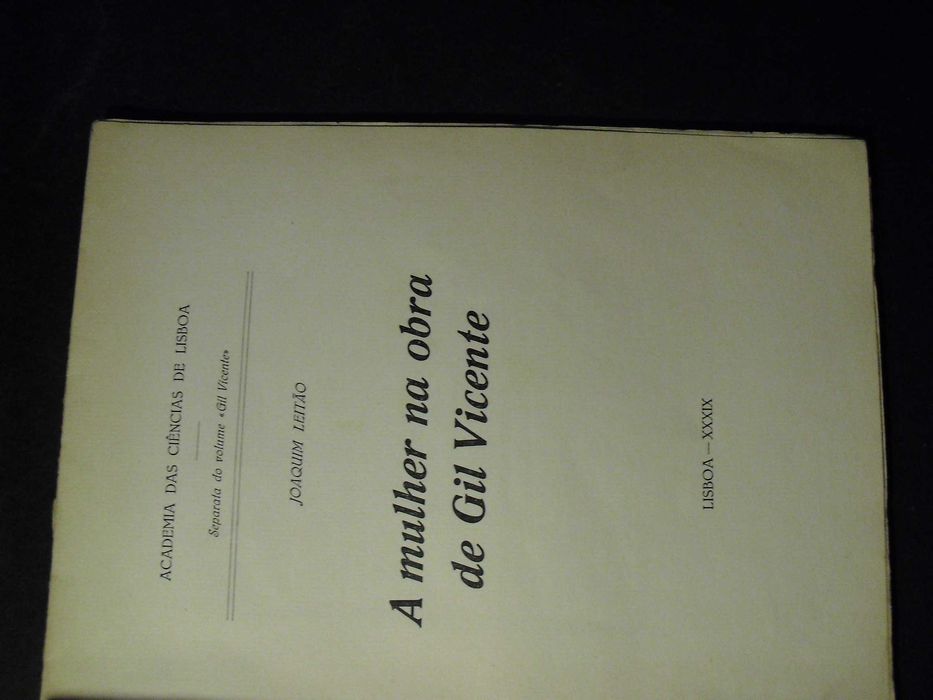 ACADEMIA DAS CIÊNCIAS DE LISBOA
Separata do volume «Gil Vicente»
JOAQUIM LEITÃO
A mulher na obra
de Gil Vicente
LISBOA — XXXIX